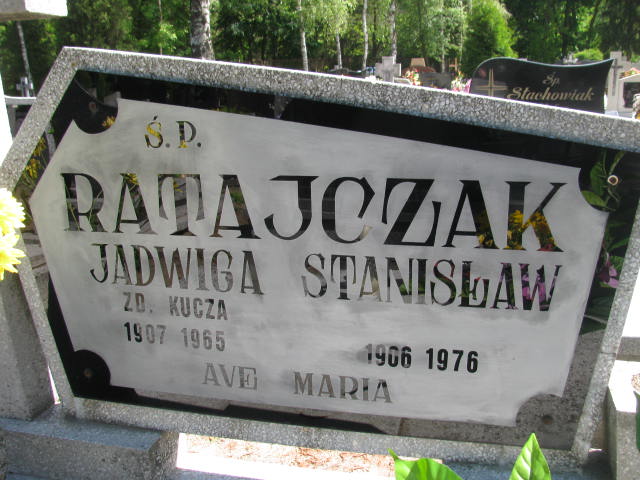 Ś.P.
RATAJCZAK
JADWIGA STANISŁAW
ZD. KUCZA
1907 1965 1906 1976
AVE MARIA
Śp.
Stachowiak